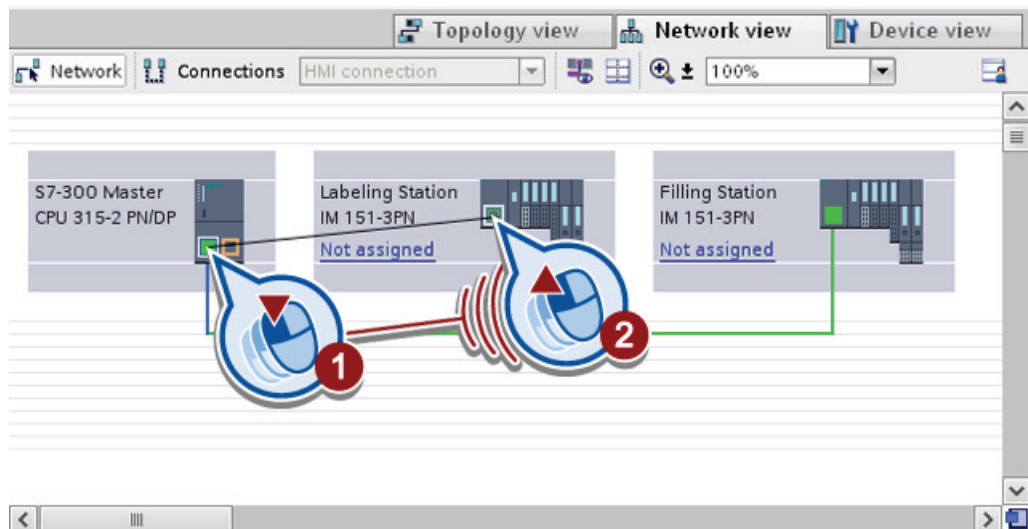 Topology view Network view Device view
Network Connections HMI connection 100%
S7-300 Master Labeling Station Filling Station
CPU 315-2 PN/DP IM 151-3PN IM 151-3PN
Not assigned Not assigned
1 2